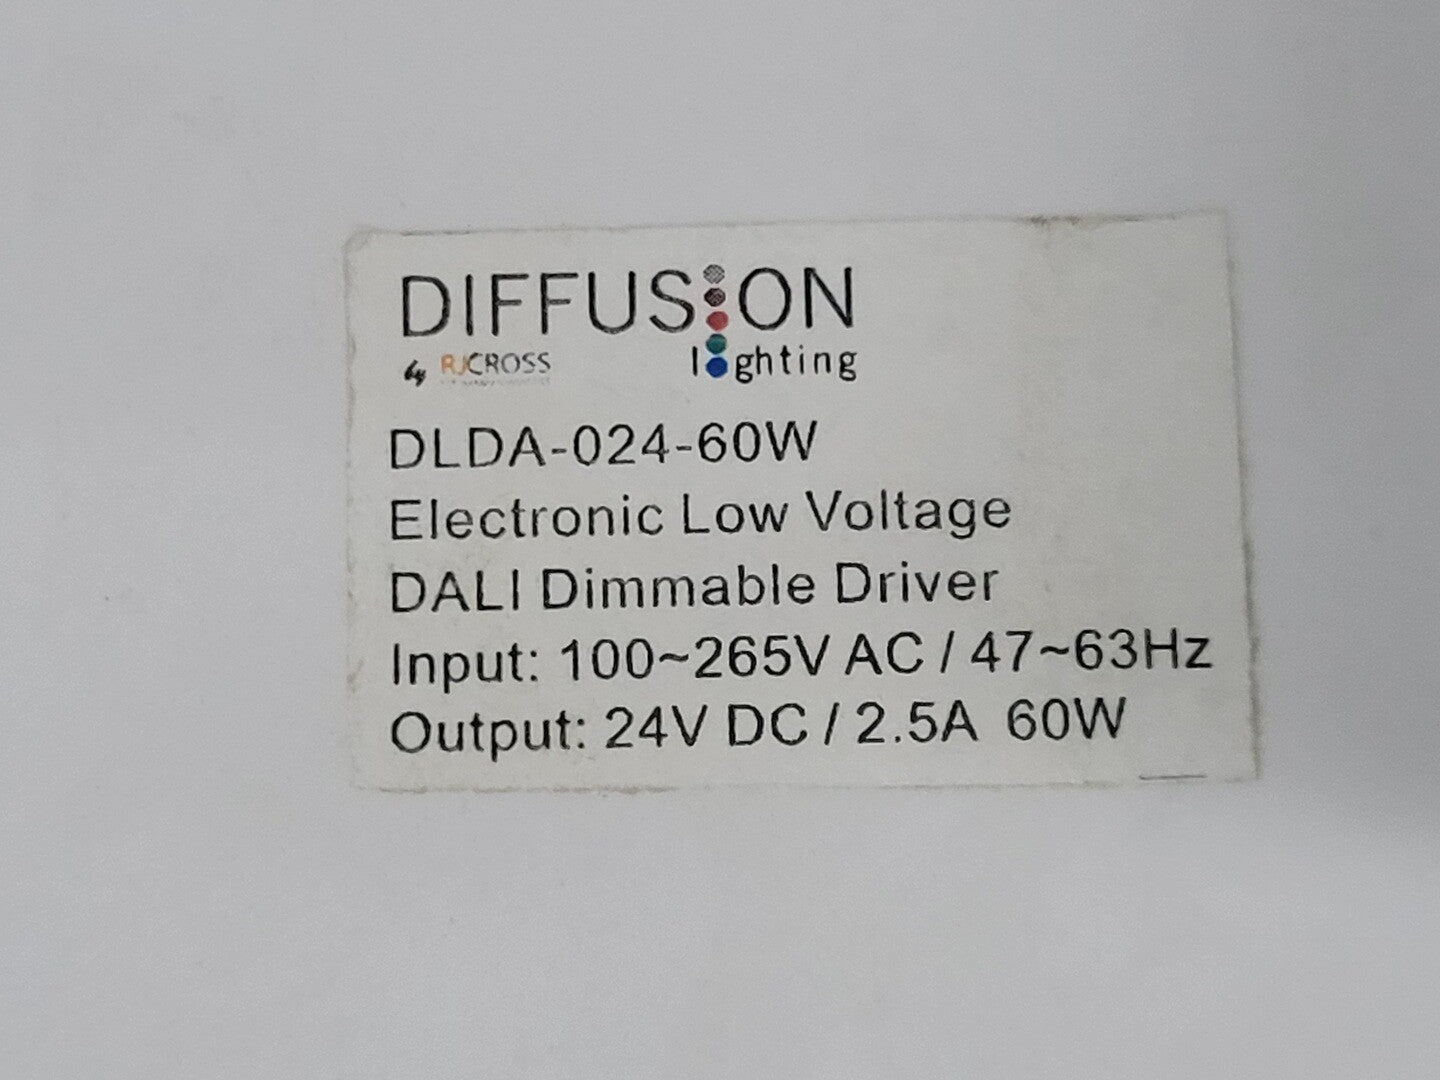 DIFFUSION
by RJCROSS lighting
DLDA-024-60W
Electronic Low Voltage
DALI Dimmable Driver
Input: 100~265V AC / 47~63Hz
Output: 24V DC / 2.5A 60W